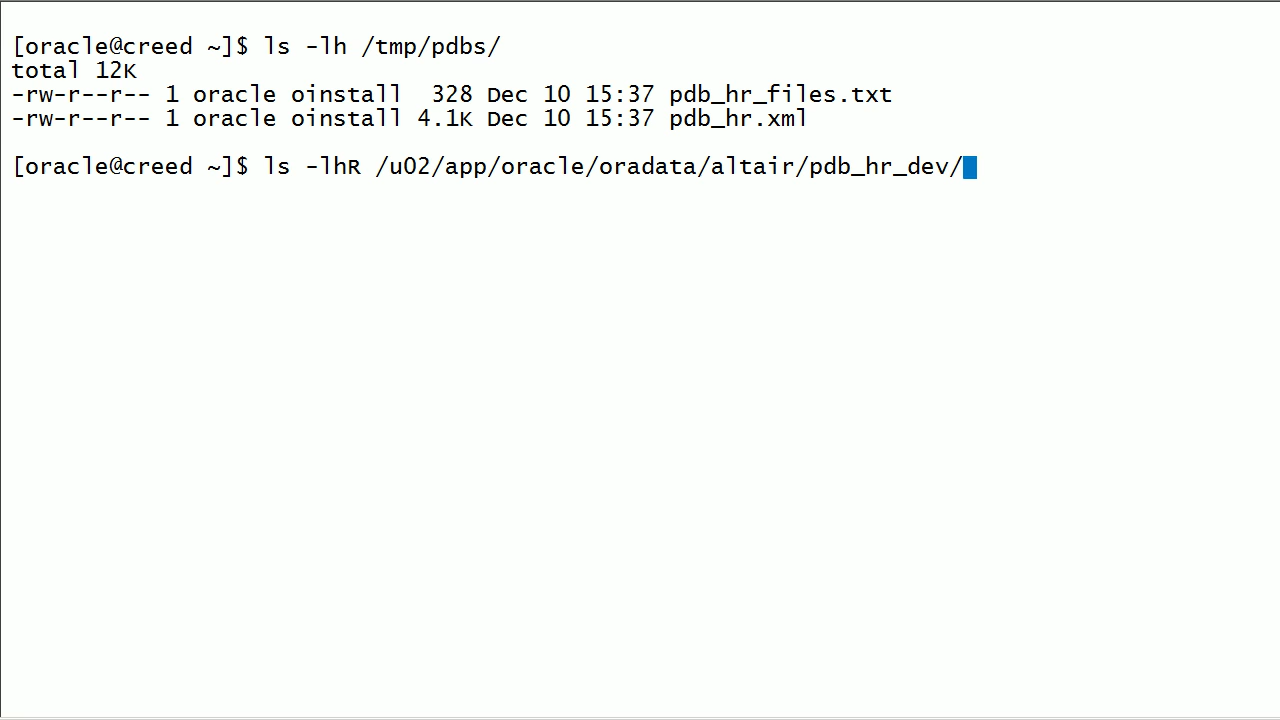 [oracle@creed ~]$ ls -lh /tmp/pdbs/
total 12K
-rw-r--r-- 1 oracle oinstall  328 Dec 10 15:37 pdb_hr_files.txt
-rw-r--r-- 1 oracle oinstall 4.1K Dec 10 15:37 pdb_hr.xml
[oracle@creed ~]$ ls -lhR /u02/app/oracle/oradata/altair/pdb_hr_dev/